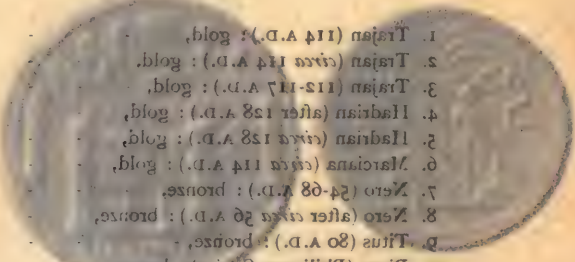 1. Trajan (114 A.D.) : gold, - -
2. Trajan (circa 114 A.D.) : gold, - -
3. Trajan (112-117 A.D.) : gold, - -
4. Hadrian (after 128 A.D.) : gold, - -
5. Hadrian (circa 128 A.D.) : gold, - -
6. Marciana (circa 114 A.D.) : gold, - -
7. Nero (54-68 A.D.) : bronze, - -
8. Nero (after circa 56 A.D.) : bronze, - -
9. Titus (80 A.D.) : bronze, - - -